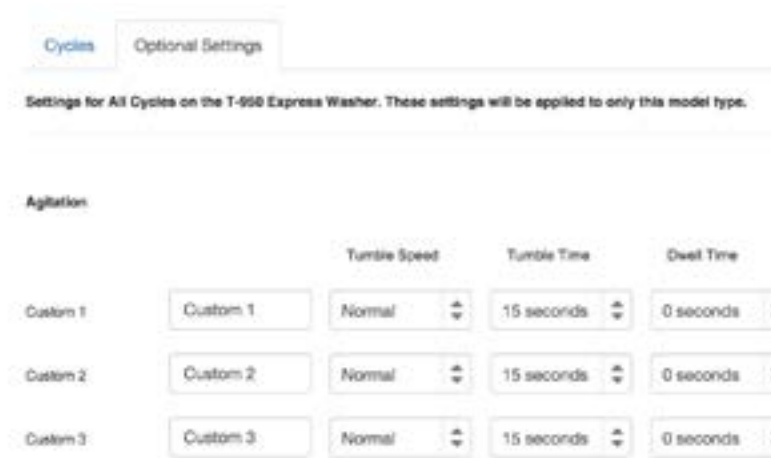 Cycles Optional Settings
Settings for All Cycles on the T-950 Express Washer. These settings will be applied to only this model type.
Agitation
Tumble Speed Tumble Time Dwell Time
Custom 1 Custom 1 Normal 15 seconds 0 seconds
Custom 2 Custom 2 Normal 15 seconds 0 seconds
Custom 3 Custom 3 Normal 15 seconds 0 seconds